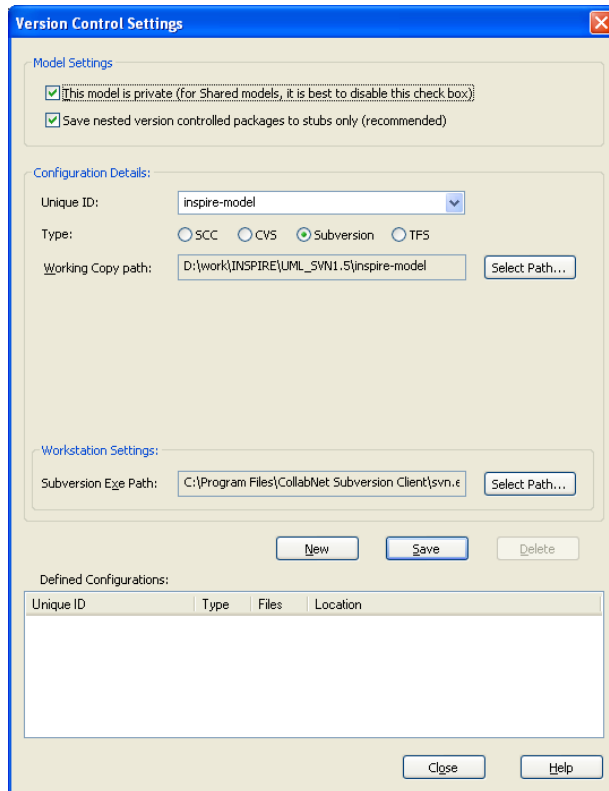 Version Control Settings
Model Settings
This model is private (for Shared models, it is best to disable this check box)
Save nested version controlled packages to stubs only (recommended)
Configuration Details:
Unique ID: inspire-model
Type: SCC CVS Subversion TFS
Working Copy path: D:\work\INSPIRE\UML_SVN1.5\inspire-model Select Path...
Workstation Settings:
Subversion Exe Path: C:\Program Files\CollabNet Subversion Client\svn.e Select Path...
New Save Delete
Defined Configurations:
Unique ID Type Files Location
Close Help